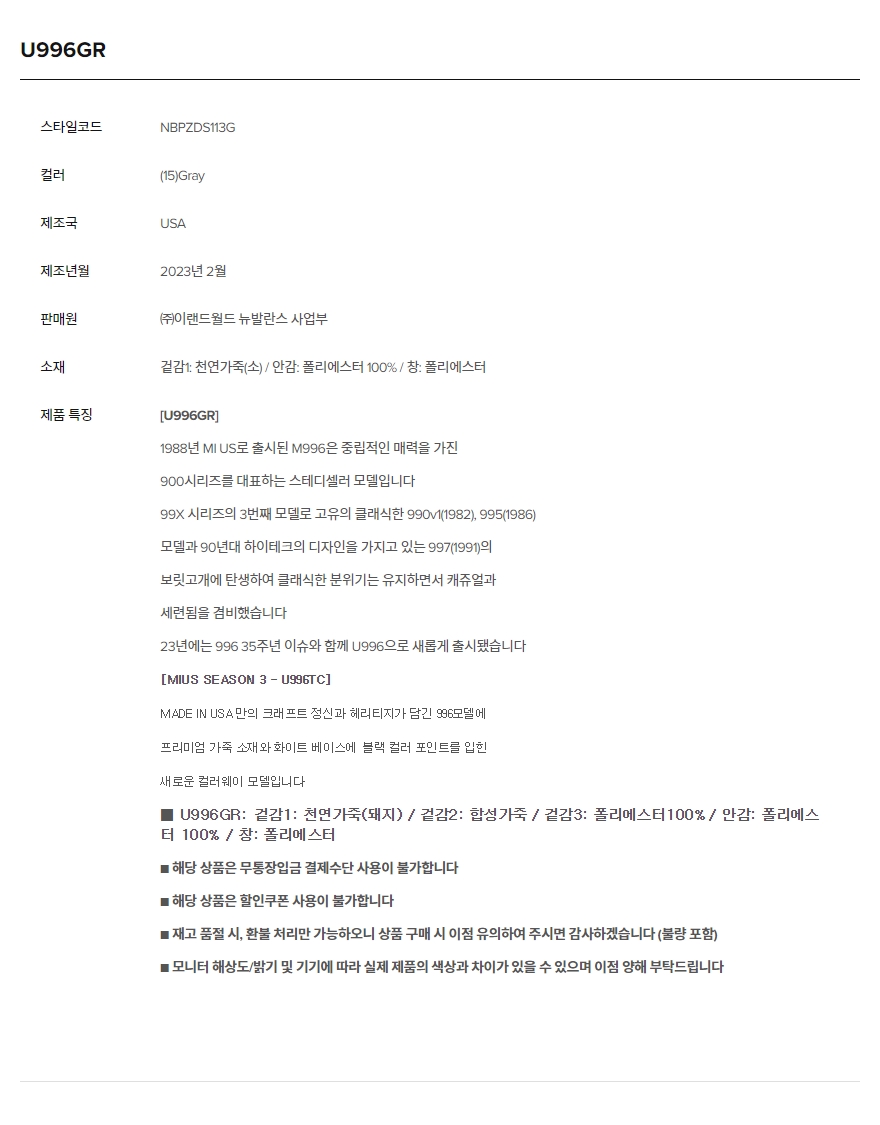 U996GR
스타일코드 NBPZDS113G
컬러 (15)Gray
제조국 USA
제조년월 2023년 2월
판매원 ㈜이랜드월드 뉴발란스 사업부
소재 겉감1: 천연가죽(소) / 안감: 폴리에스터 100% / 창: 폴리에스터
제품 특징 [U996GR]
1988년 MI US로 출시된 M996은 중립적인 매력을 가진
900시리즈를 대표하는 스테디셀러 모델입니다
99X 시리즈의 3번째 모델로 고유의 클래식한 990v1(1982), 995(1986)
모델과 90년대 하이테크의 디자인을 가지고 있는 997(1991)의
보릿고개에 탄생하여 클래식한 분위기는 유지하면서 캐쥬얼과
세련됨을 겸비했습니다
23년에는 996 35주년 이슈와 함께 U996으로 새롭게 출시됐습니다
[MIUS SEASON 3 - U996TC]
MADE IN USA만의 크래프트 정신과 헤리티지가 담긴 996모델에
프리미엄 가죽 소재와 화이트 베이스에 블랙 컬러 포인트를 입힌
새로운 컬러웨이 모델입니다
■ U996GR: 겉감1: 천연가죽(돼지) / 겉감2: 합성가죽 / 겉감3: 폴리에스터100% / 안감: 폴리에스
터 100% / 창: 폴리에스터
■ 해당 상품은 무통장입금 결제수단 사용이 불가합니다
■ 해당 상품은 할인쿠폰 사용이 불가합니다
■ 재고 품절 시, 환불 처리만 가능하오니 상품 구매 시 이점 유의하여 주시면 감사하겠습니다 (불량 포함)
■ 모니터 해상도/밝기 및 기기에 따라 실제 제품의 색상과 차이가 있을 수 있으며 이점 양해 부탁드립니다